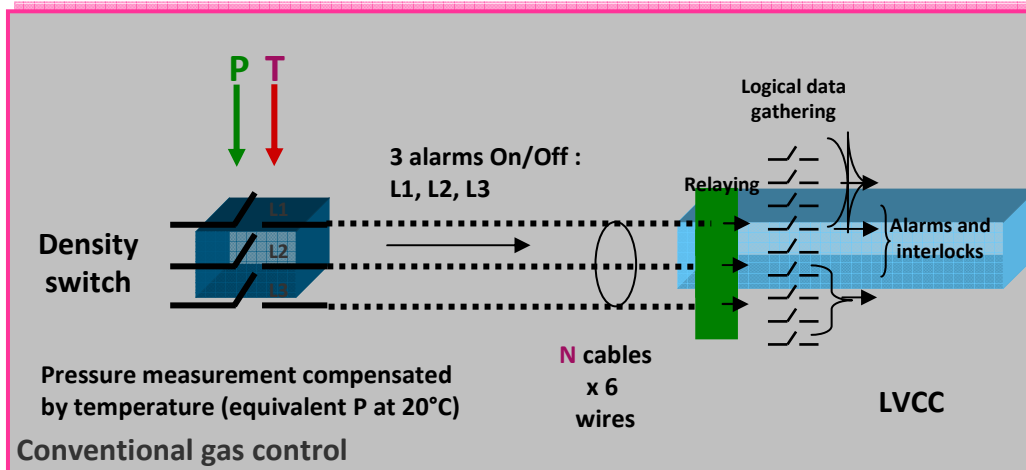 P T
Logical data
gathering
3 alarms On/Off :
L1, L2, L3
Relaying
L1
Density
switch
L2
L3
Alarms and
interlocks
N cables
x 6
wires
Pressure measurement compensated
by temperature (equivalent P at 20°C)
LVCC
Conventional gas control